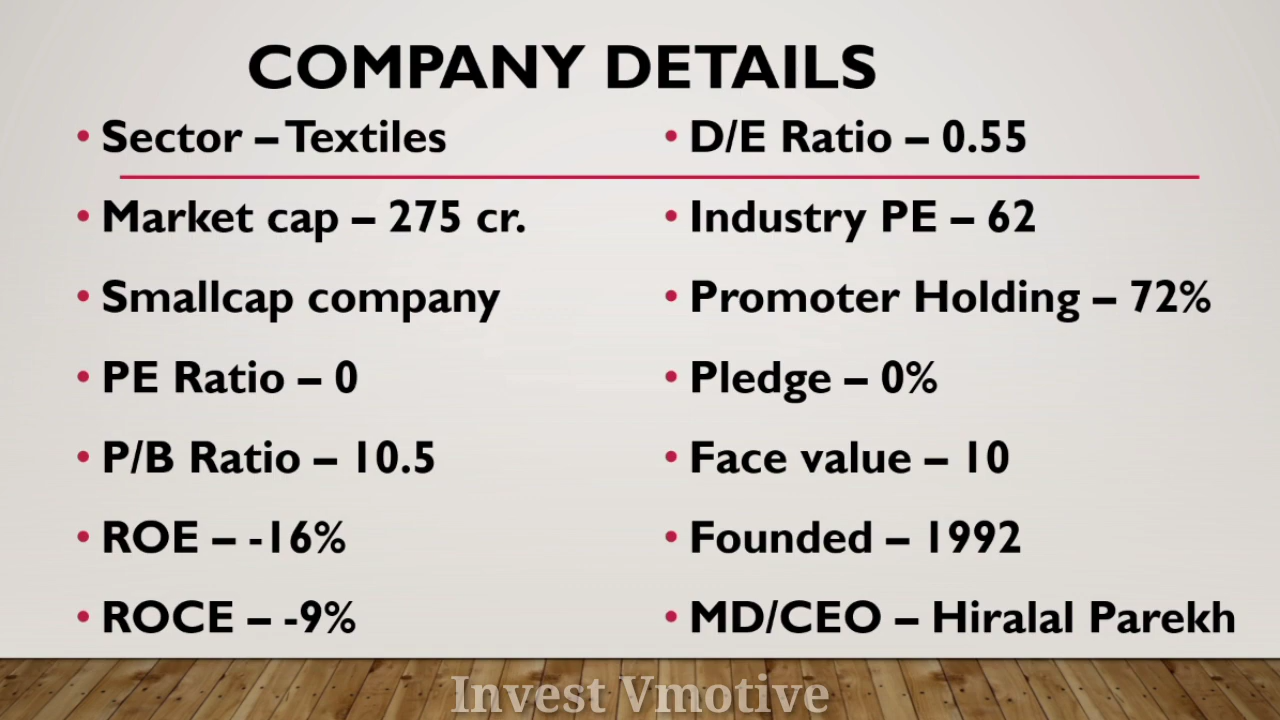 COMPANY DETAILS
• Sector – Textiles
• Market cap – 275 cr.
• Smallcap company
• PE Ratio – 0
• P/B Ratio – 10.5
• ROE – -16%
• ROCE – -9%
• D/E Ratio – 0.55
• Industry PE – 62
• Promoter Holding – 72%
• Pledge – 0%
• Face value – 10
• Founded – 1992
• MD/CEO – Hiralal Parekh
Invest Vmotive